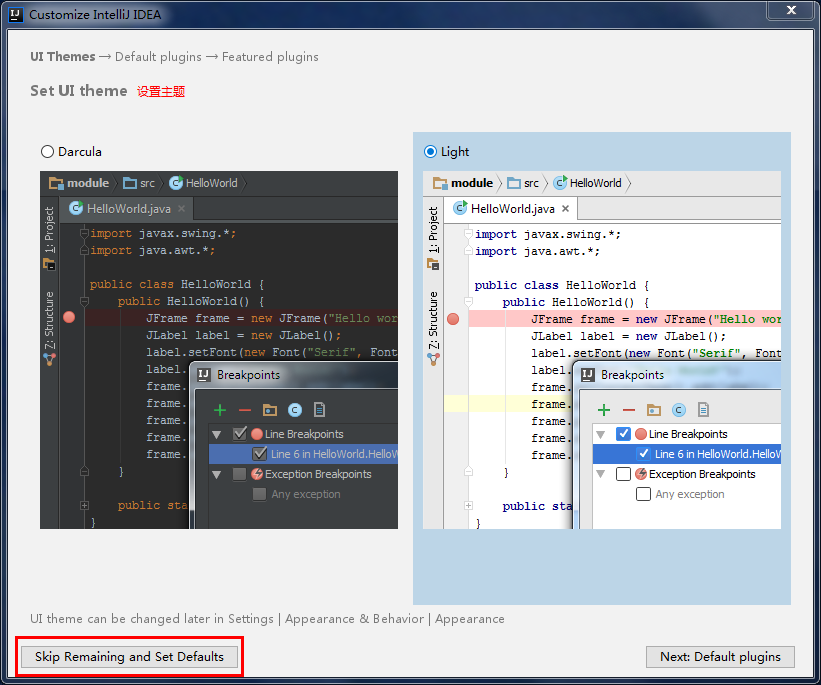 Customize IntelliJ IDEA
UI Themes → Default plugins → Featured plugins
Set UI theme 设置主题
Darcula
module src HelloWorld
HelloWorld.java
1: Project
Z: Structure
import javax.swing.*;
import java.awt.*;
public class HelloWorld {
public HelloWorld() {
JFrame frame = new JFrame("Hello wor
JLabel label = new JLabel();
label.setFont(new Font("Serif", Font
label.
frame.
frame.
frame.
frame.
frame.
}
public sta
}
Breakpoints
Line Breakpoints
Line 6 in HelloWorld.HelloW
Exception Breakpoints
Any exception
Light
module src HelloWorld
HelloWorld.java
1: Project
Z: Structure
import javax.swing.*;
import java.awt.*;
public class HelloWorld {
public HelloWorld() {
JFrame frame = new JFrame("Hello wor
JLabel label = new JLabel();
label.setFont(new Font("Serif", Font
label.
frame.
frame.
frame.
frame.
frame.
}
public sta
}
Breakpoints
Line Breakpoints
Line 6 in HelloWorld.HelloW
Exception Breakpoints
Any exception
UI theme can be changed later in Settings | Appearance & Behavior | Appearance
Skip Remaining and Set Defaults
Next: Default plugins